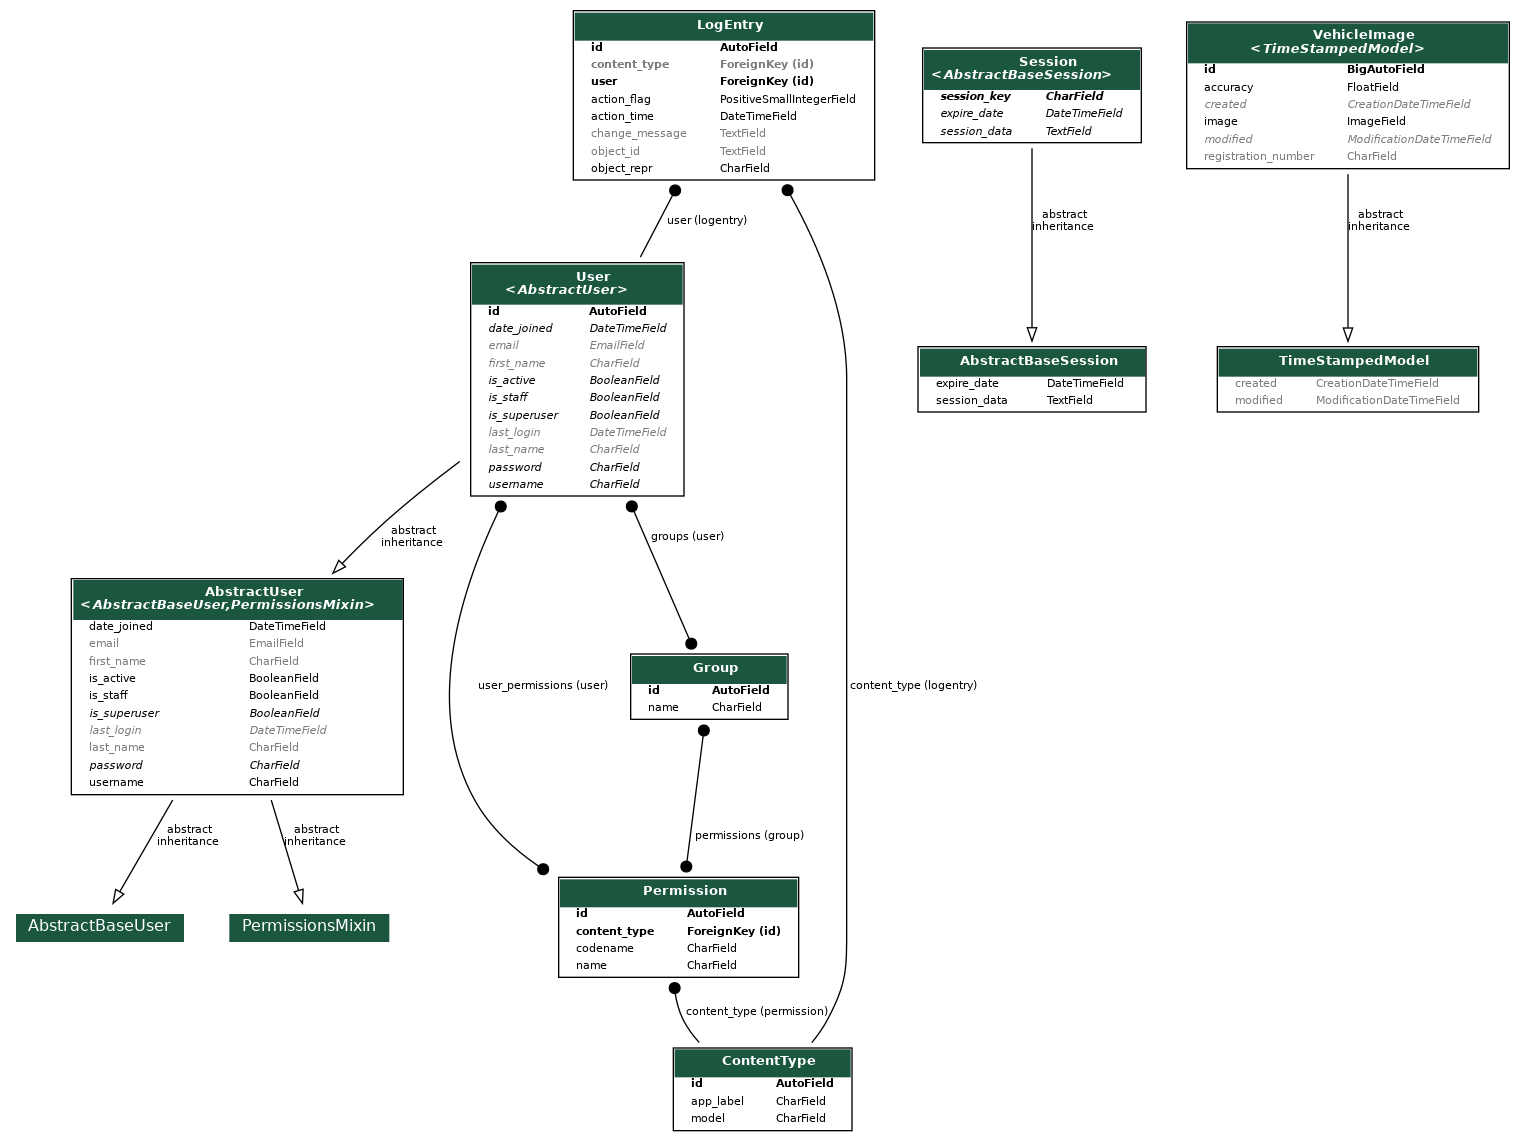 LogEntry
id AutoField
content_type ForeignKey (id)
user ForeignKey (id)
action_flag PositiveSmallIntegerField
action_time DateTimeField
change_message TextField
object_id TextField
object_repr CharField
Session
<AbstractBaseSession>
session_key CharField
expire_date DateTimeField
session_data TextField
VehicleImage
<TimeStampedModel>
id BigAutoField
accuracy FloatField
created CreationDateTimeField
image ImageField
modified ModificationDateTimeField
registration_number CharField
user (logentry)
abstract
inheritance
abstract
inheritance
User
<AbstractUser>
id AutoField
date_joined DateTimeField
email EmailField
first_name CharField
is_active BooleanField
is_staff BooleanField
is_superuser BooleanField
last_login DateTimeField
last_name CharField
password CharField
username CharField
AbstractBaseSession
expire_date DateTimeField
session_data TextField
TimeStampedModel
created CreationDateTimeField
modified ModificationDateTimeField
abstract
inheritance
groups (user)
AbstractUser
<AbstractBaseUser,PermissionsMixin>
date_joined DateTimeField
email EmailField
first_name CharField
is_active BooleanField
is_staff BooleanField
is_superuser BooleanField
last_login DateTimeField
last_name CharField
password CharField
username CharField
user_permissions (user)
Group
id AutoField
name CharField
content_type (logentry)
abstract
inheritance
abstract
inheritance
permissions (group)
AbstractBaseUser
PermissionsMixin
Permission
id AutoField
content_type ForeignKey (id)
codename CharField
name CharField
content_type (permission)
ContentType
id AutoField
app_label CharField
model CharField